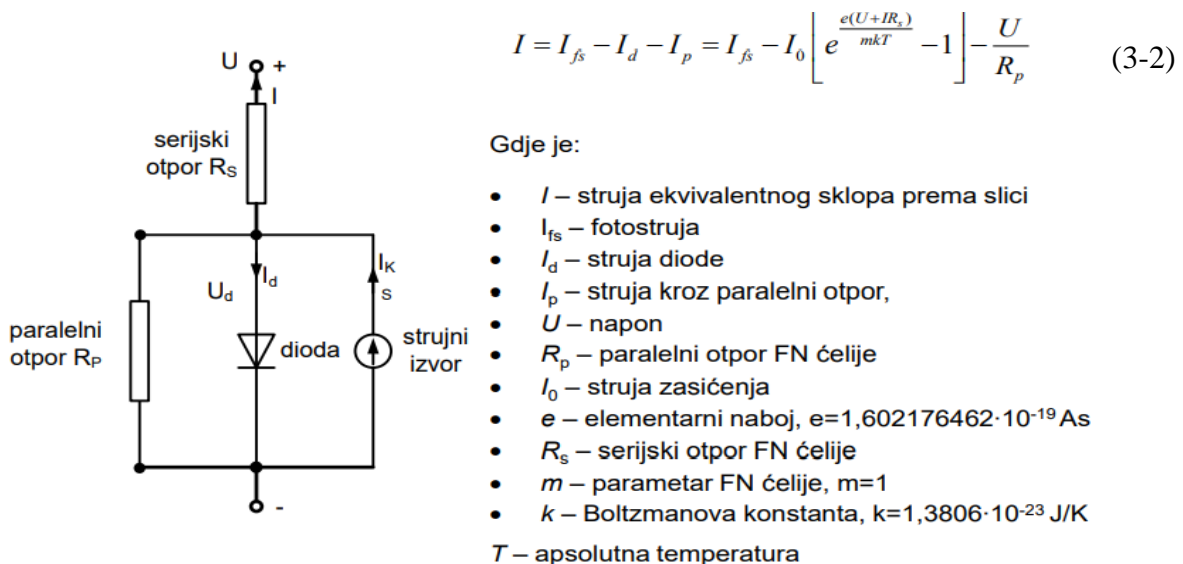 I = I_fs − I_d − I_p = I_fs − I_0 [ e^{e(U+IR_s)/mkT} − 1 ] − U/R_p (3-2)
U +
I
serijski
otpor R_S
I_d
I_K
S
U_d
paralelni
otpor R_P
dioda
strujni
izvor
-
Gdje je:
• I – struja ekvivalentnog sklopa prema slici
• I_fs – fotostruja
• I_d – struja diode
• I_p – struja kroz paralelni otpor,
• U – napon
• R_p – paralelni otpor FN ćelije
• I_0 – struja zasićenja
• e – elementarni naboj, e=1,602176462·10^-19 As
• R_s – serijski otpor FN ćelije
• m – parametar FN ćelije, m=1
• k – Boltzmanova konstanta, k=1,3806·10^-23 J/K
T – apsolutna temperatura